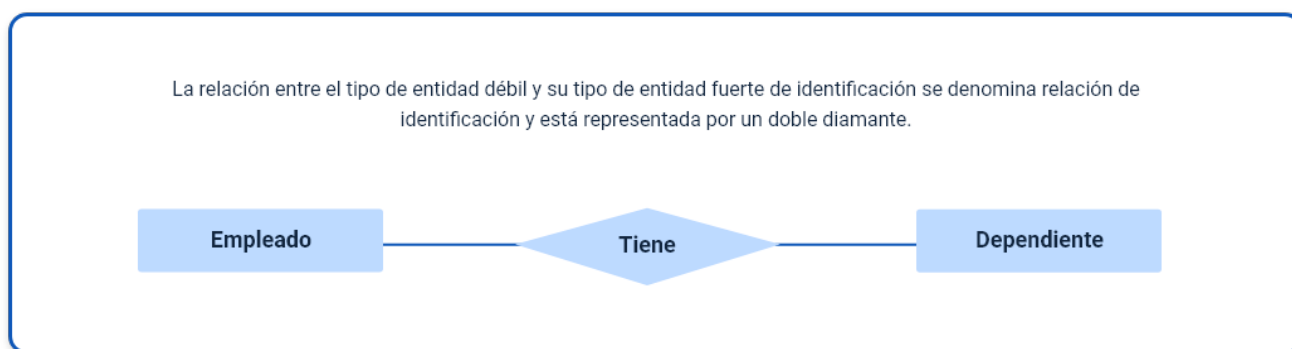 La relación entre el tipo de entidad débil y su tipo de entidad fuerte de identificación se denomina relación de
identificación y está representada por un doble diamante.
Empleado
Tiene
Dependiente